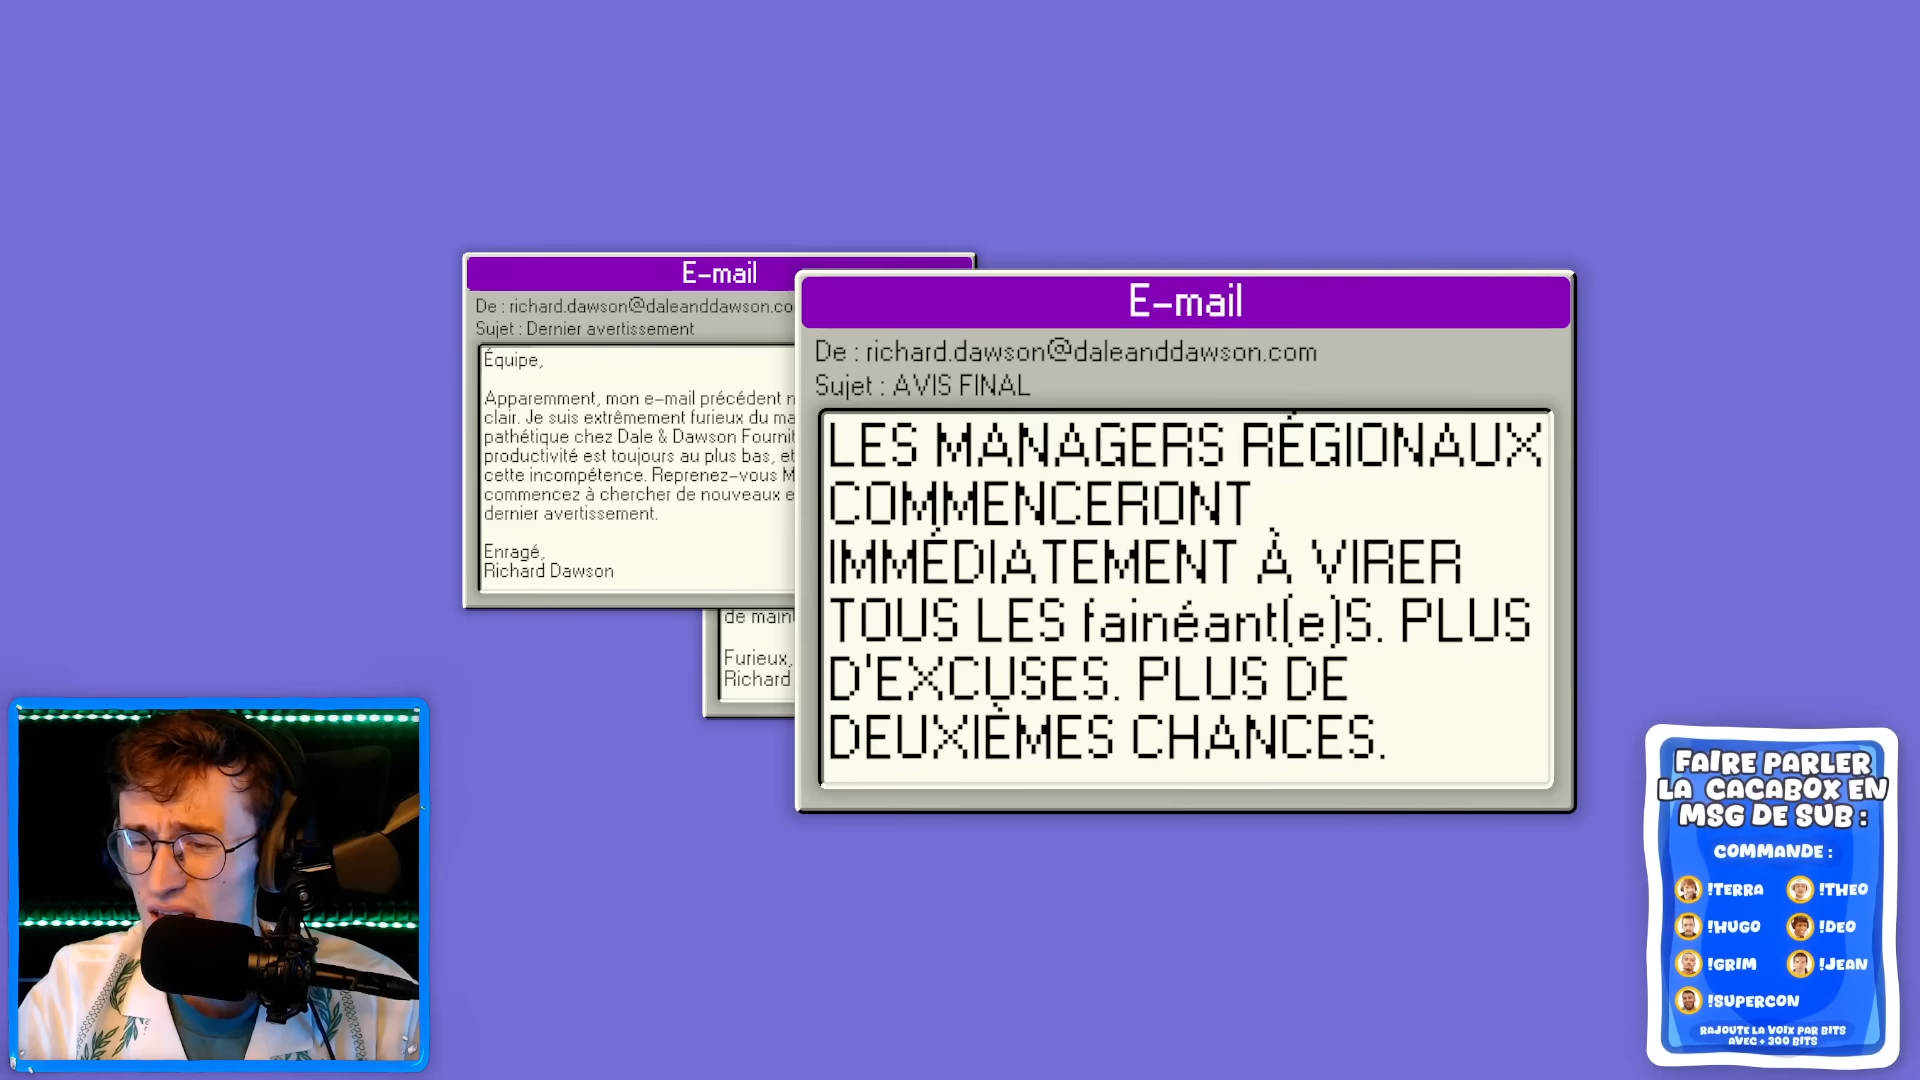 E-mail
De : richard.dawson@daleanddawson.co
Sujet : Dernier avertissement
Équipe,
Apparemment, mon e-mail précédent
clair. Je suis extrêmement furieux du
pathétique chez Dale & Dawson
productivité est toujours au plus bas, et
cette incompétence. Reprenez-vous
commencez à chercher de nouveaux
dernier avertissement.
Enragé,
Richard Dawson
de main
Furieux,
Richard
E-mail
De : richard.dawson@daleanddawson.com
Sujet : AVIS FINAL
LES MANAGERS RÉGIONAUX
COMMENCERONT
IMMÉDIATEMENT À VIRER
TOUS LES fainéant(e)S. PLUS
D'EXCUSES. PLUS DE
DEUXIÈMES CHANCES.
FAIRE PARLER
LA CACABOX EN
MSG DE SUB :
COMMANDE :
!TERRA !THEO
!HUGO !DEO
!GRIM !JEAN
!SUPERCON
RAJOUTE LA VOIX PAR BITS
AVEC + 300 BITS